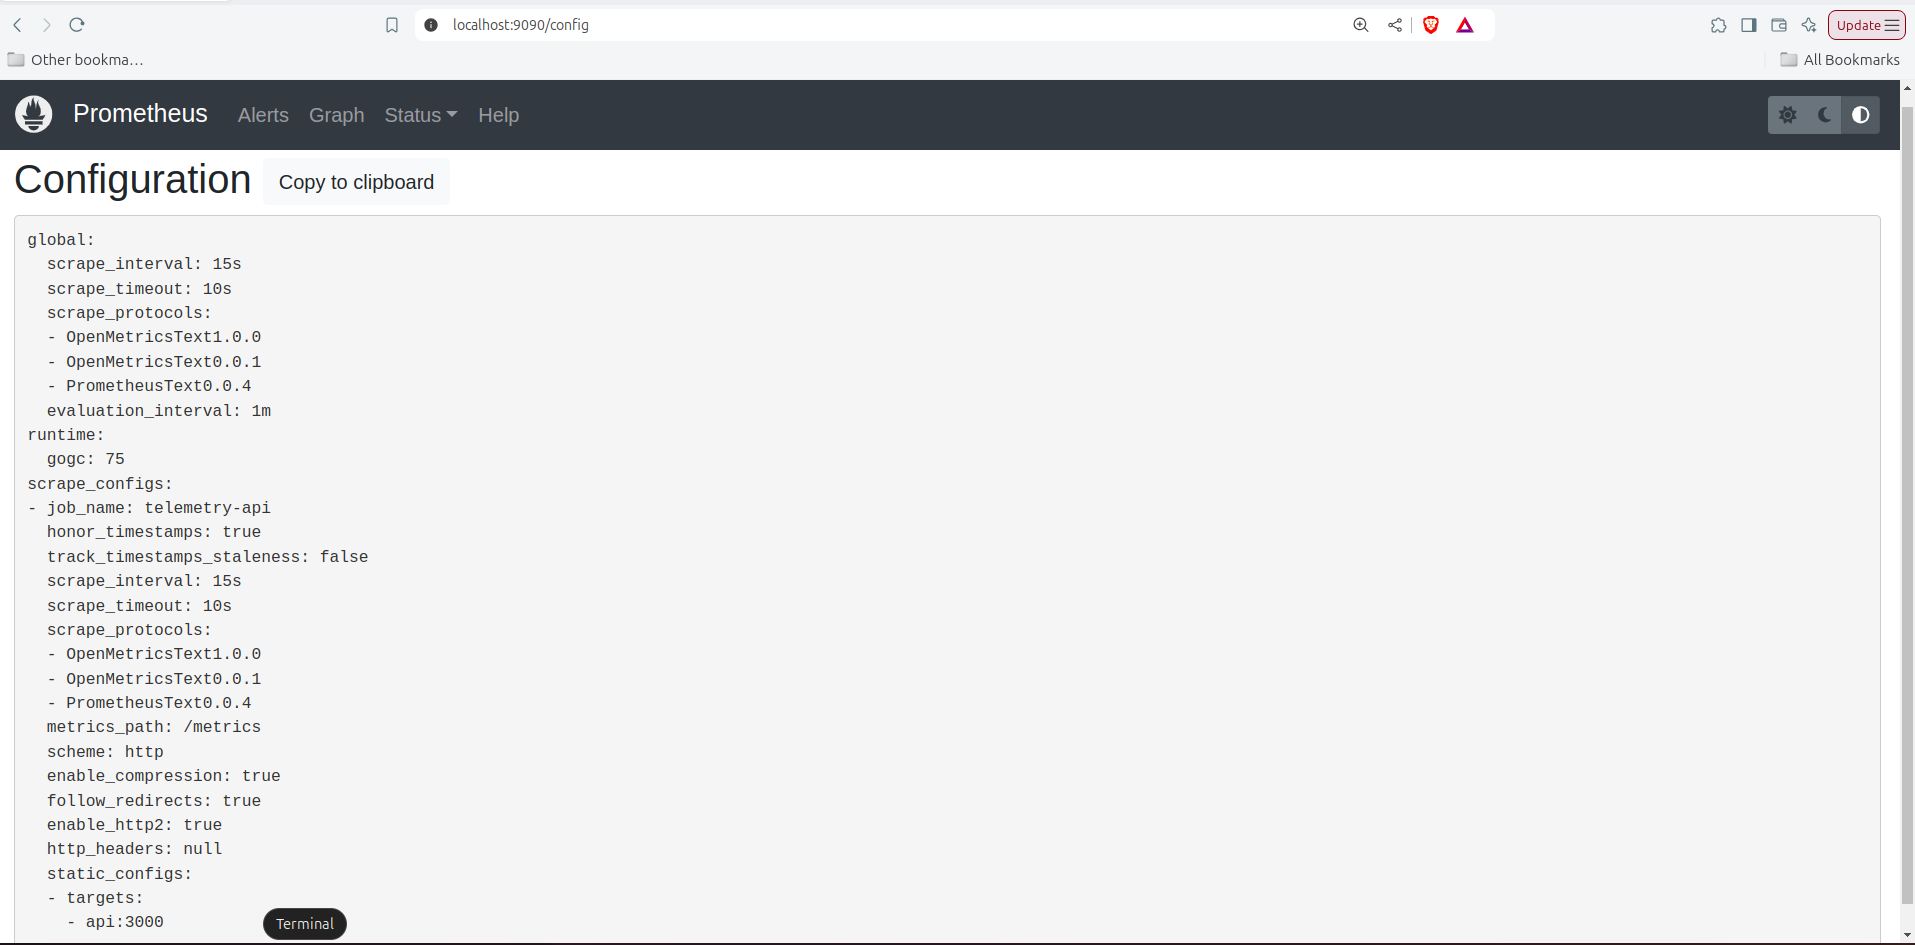 localhost:9090/config
Update
Other bookma…
All Bookmarks
Prometheus
Alerts
Graph
Status
Help
Configuration
Copy to clipboard
global:
  scrape_interval: 15s
  scrape_timeout: 10s
  scrape_protocols:
  - OpenMetricsText1.0.0
  - OpenMetricsText0.0.1
  - PrometheusText0.0.4
  evaluation_interval: 1m
runtime:
  gogc: 75
scrape_configs:
- job_name: telemetry-api
  honor_timestamps: true
  track_timestamps_staleness: false
  scrape_interval: 15s
  scrape_timeout: 10s
  scrape_protocols:
  - OpenMetricsText1.0.0
  - OpenMetricsText0.0.1
  - PrometheusText0.0.4
  metrics_path: /metrics
  scheme: http
  enable_compression: true
  follow_redirects: true
  enable_http2: true
  http_headers: null
  static_configs:
  - targets:
    - api:3000
Terminal